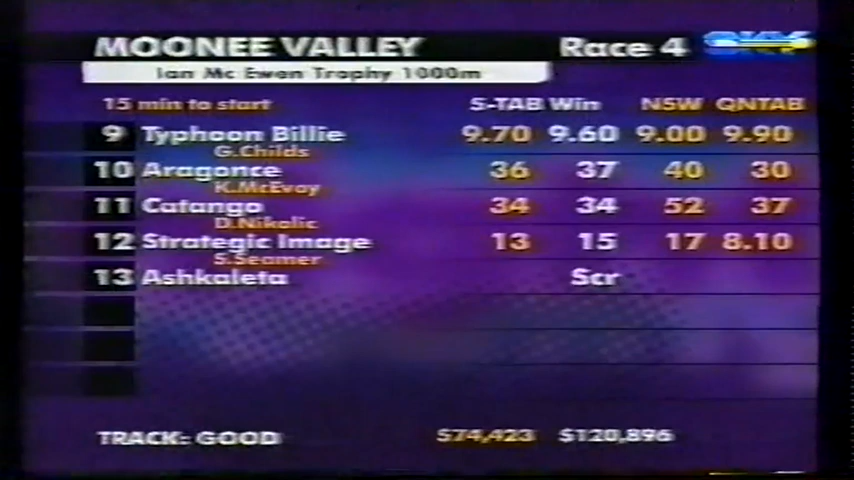 MOONEE VALLEY Race 4 SKY
Ian Mc Ewen Trophy 1000m
15 min to start S-TAB Win NSW QNTAB
9 Typhoon Billie 9.70 9.60 9.00 9.90
G.Childs
10 Aragonce 36 37 40 30
K.McEvoy
11 Catango 34 34 52 37
D.Nikolic
12 Strategic Image 13 15 17 8.10
S.Seamer
13 Ashkaleta Scr
TRACK: GOOD $74,423 $120,896